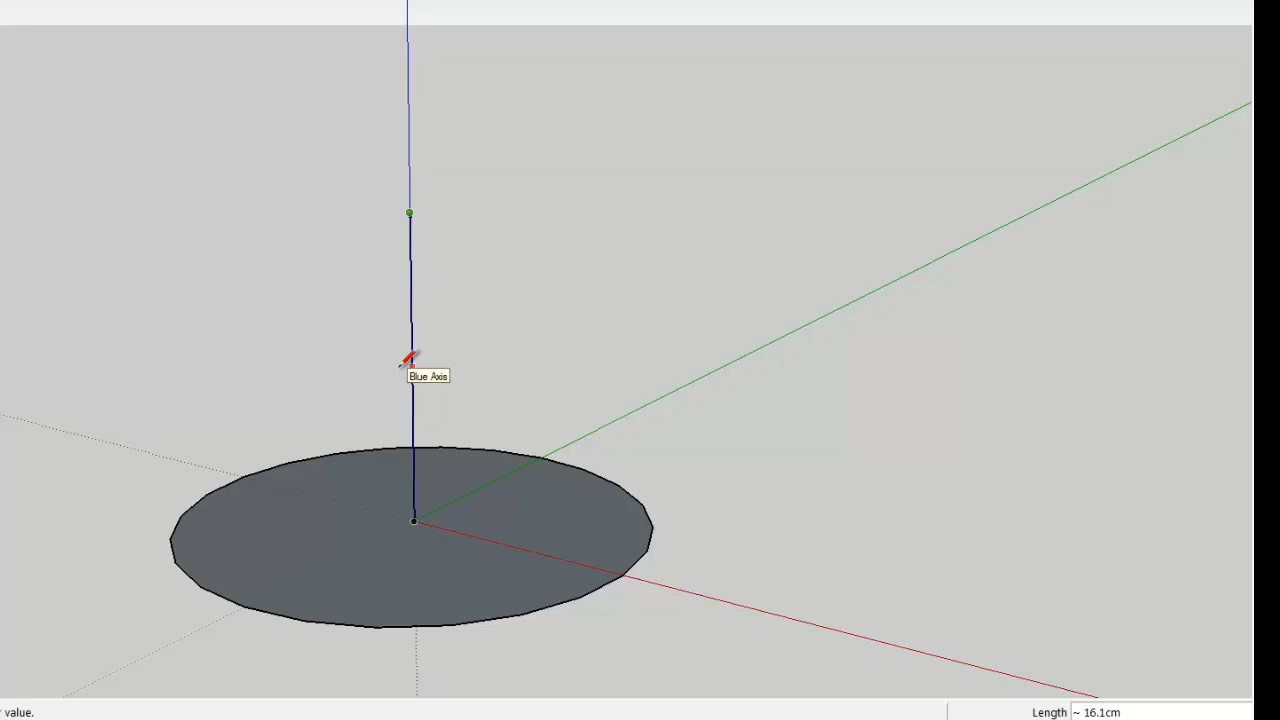 Blue Axis
value.
Length ~ 16.1cm